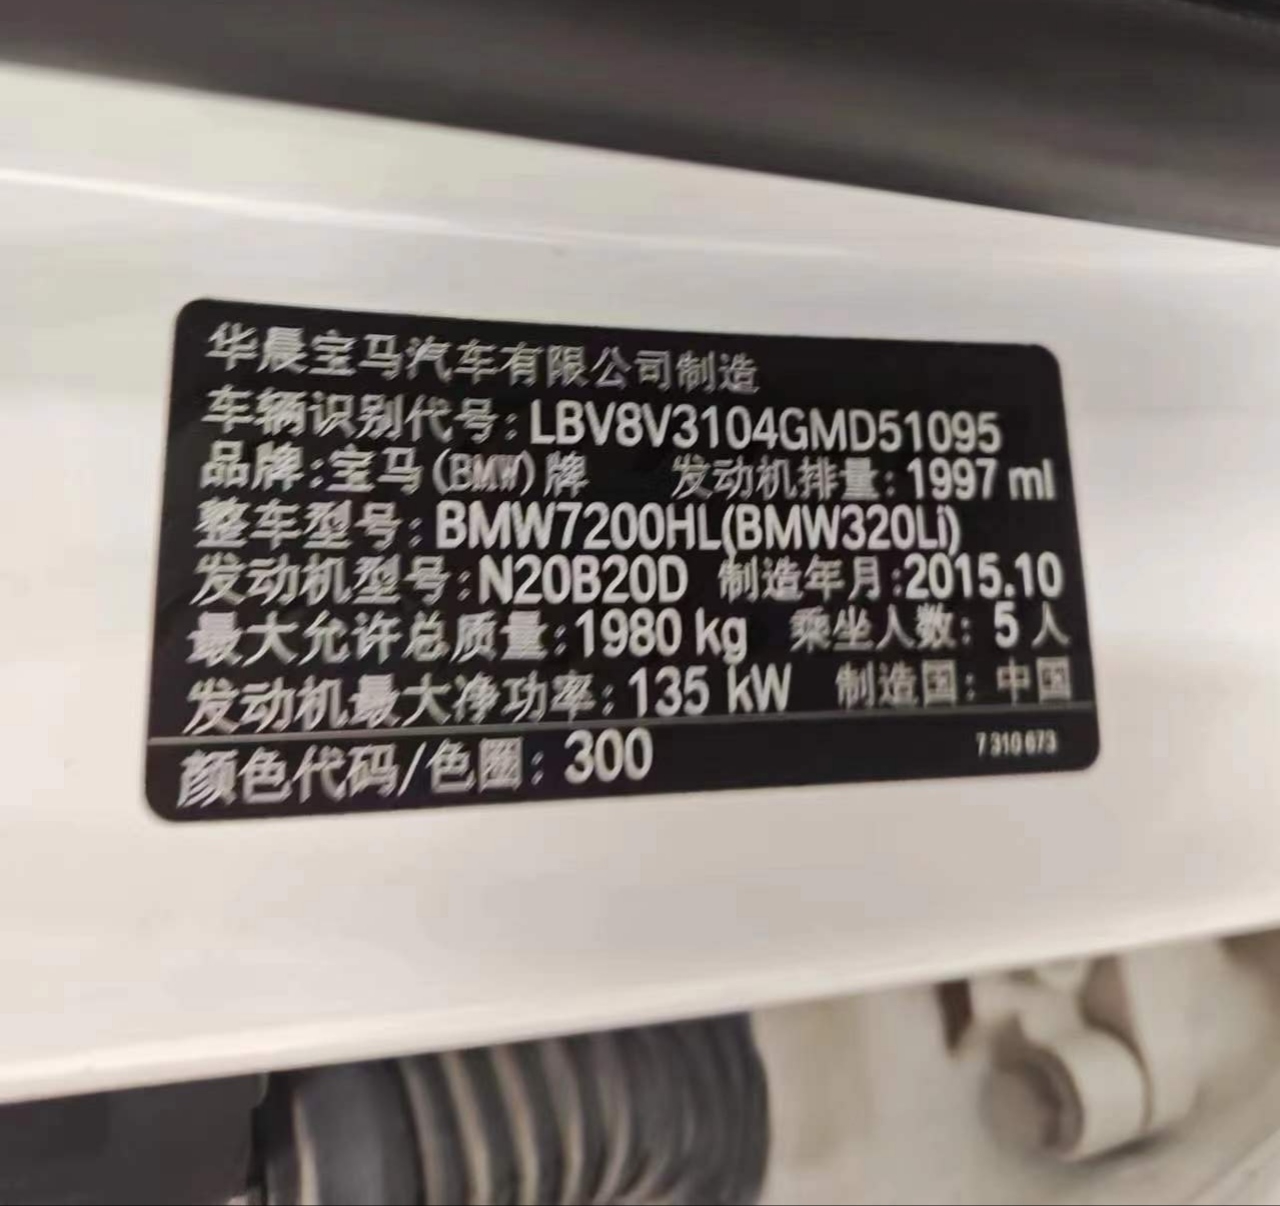 华晨宝马汽车有限公司制造
车辆识别代号：LBV8V3104GMD51095
品牌：宝马(BMW)牌 发动机排量：1997 ml
整车型号：BMW7200HL(BMW320Li)
发动机型号：N20B20D 制造年月：2015.10
最大允许总质量：1980 kg 乘坐人数：5 人
发动机最大净功率：135 kW 制造国：中国
颜色代码/色圈：300 7 310 673